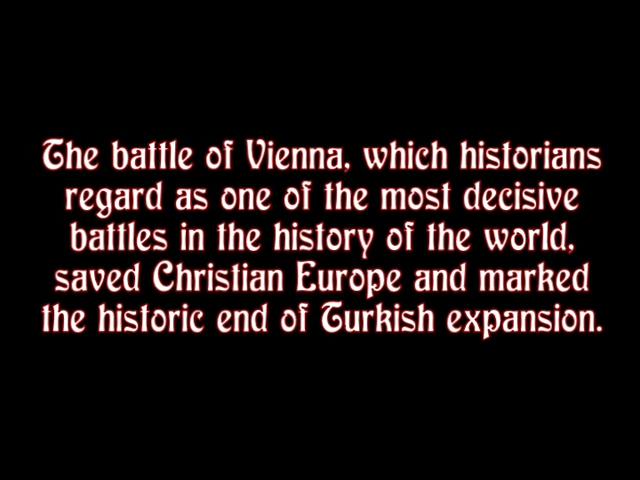 The battle of Vienna, which historians
regard as one of the most decisive
battles in the history of the world,
saved Christian Europe and marked
the historic end of Turkish expansion.